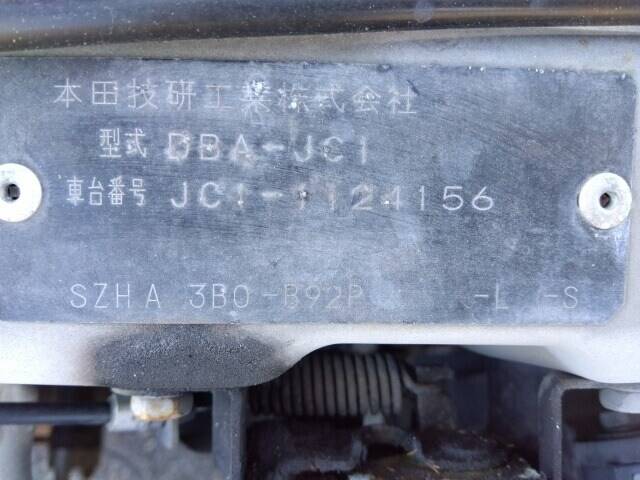 本田技研工業株式会社
型式 DBA-JC1
車台番号 JC1-1124156
SZHA 3B0-B92P -L -S